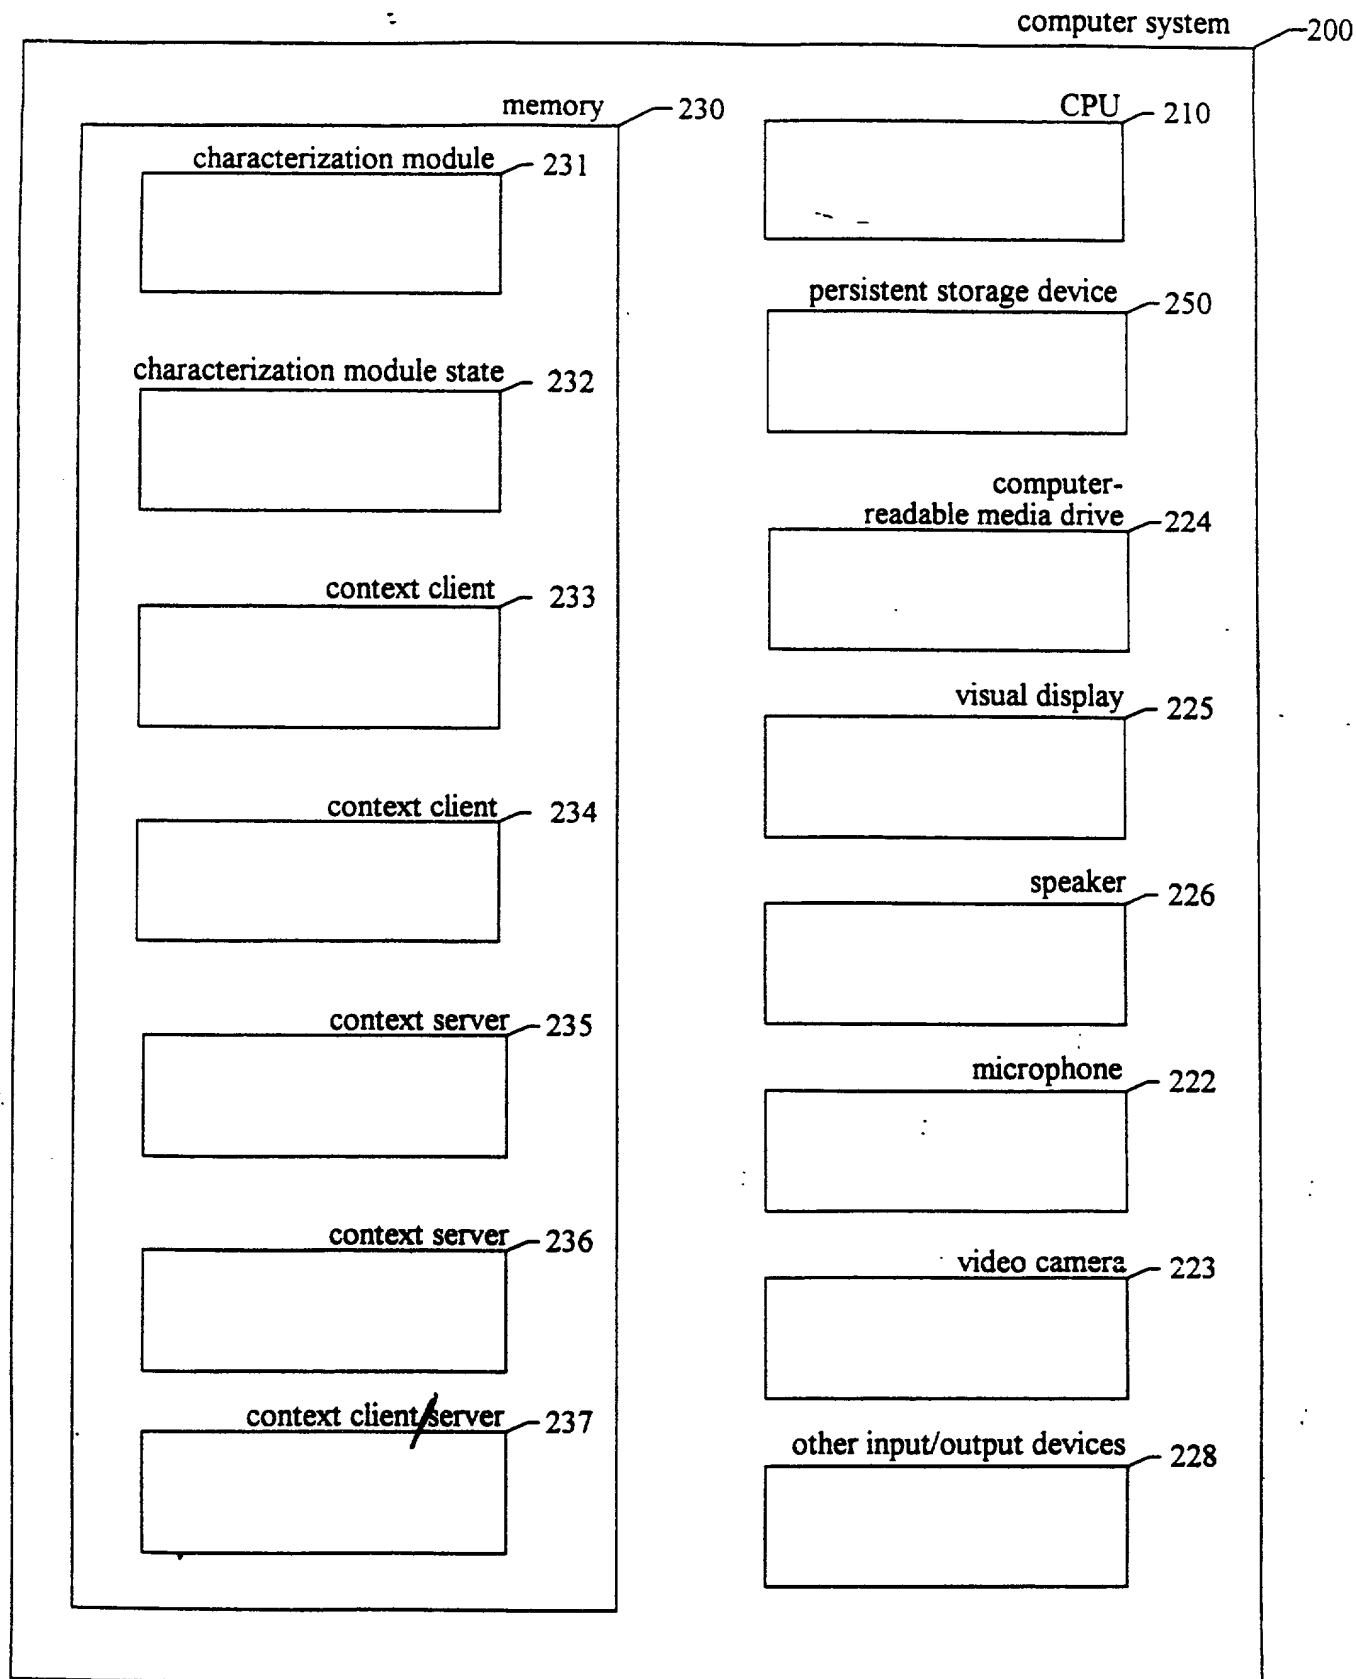 computer system 200
memory 230
characterization module 231
characterization module state 232
context client 233
context client 234
context server 235
context server 236
context client/server 237
CPU 210
persistent storage device 250
computer-
readable media drive 224
visual display 225
speaker 226
microphone 222
video camera 223
other input/output devices 228